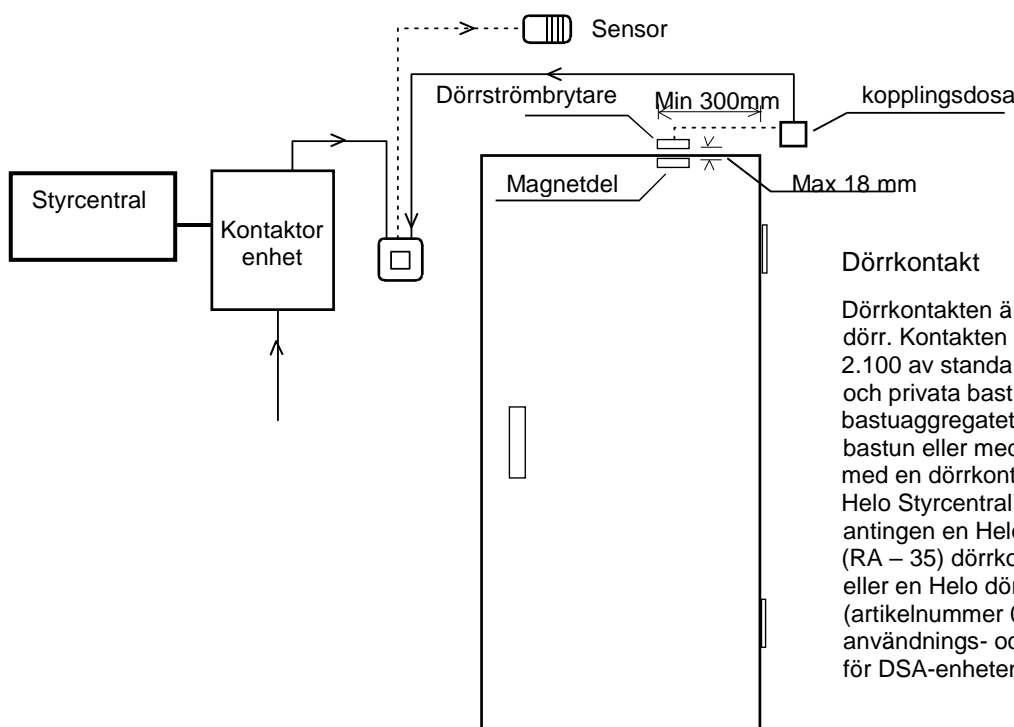 Sensor
Dörrströmbrytare
Min 300mm
kopplingsdosa
Styrcentral
Magnetdel
Max 18 mm
Kontaktor
enhet
Dörrkontakt
Dörrkontakten ä
dörr. Kontakten
2.100 av standa
och privata bast
bastuaggregatet
bastun eller med
med en dörrkont
Helo Styrcentral
antingen en Helo
(RA – 35) dörrko
eller en Helo dör
(artikelnummer 0
användnings- oc
för DSA-enheten